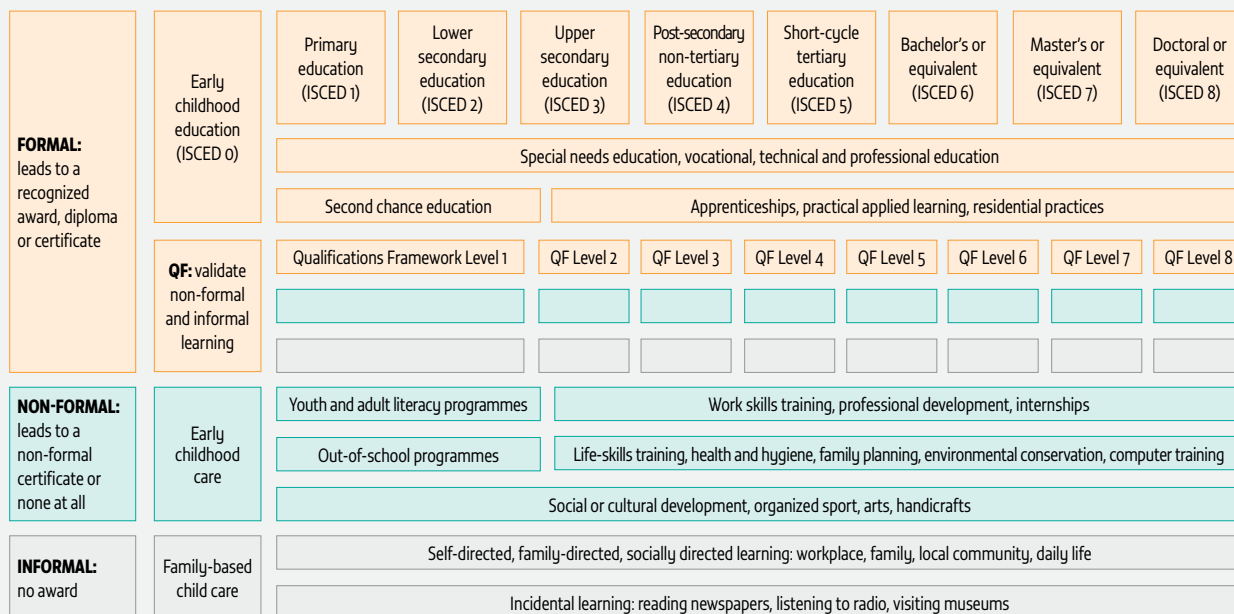 FORMAL:
leads to a
recognized
award, diploma
or certificate
Early
childhood
education
(ISCED 0)
Primary
education
(ISCED 1)
Lower
secondary
education
(ISCED 2)
Upper
secondary
education
(ISCED 3)
Post-secondary
non-tertiary
education
(ISCED 4)
Short-cycle
tertiary
education
(ISCED 5)
Bachelor's or
equivalent
(ISCED 6)
Master's or
equivalent
(ISCED 7)
Doctoral or
equivalent
(ISCED 8)
Special needs education, vocational, technical and professional education
Second chance education
Apprenticeships, practical applied learning, residential practices
QF: validate
non-formal
and informal
learning
Qualifications Framework Level 1
QF Level 2
QF Level 3
QF Level 4
QF Level 5
QF Level 6
QF Level 7
QF Level 8
NON-FORMAL:
leads to a
non-formal
certificate or
none at all
Early
childhood
care
Youth and adult literacy programmes
Work skills training, professional development, internships
Out-of-school programmes
Life-skills training, health and hygiene, family planning, environmental conservation, computer training
Social or cultural development, organized sport, arts, handicrafts
INFORMAL:
no award
Family-based
child care
Self-directed, family-directed, socially directed learning: workplace, family, local community, daily life
Incidental learning: reading newspapers, listening to radio, visiting museums